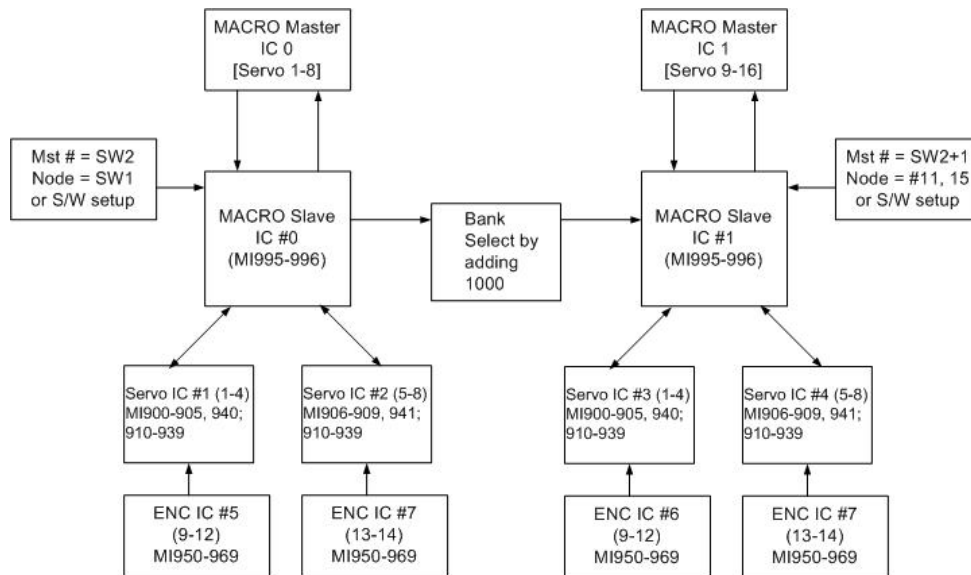 MACRO Master
IC 0
[Servo 1-8]
MACRO Master
IC 1
[Servo 9-16]
Mst # = SW2
Node = SW1
or S/W setup
MACRO Slave
IC #0
(MI995-996)
Bank
Select by
adding
1000
MACRO Slave
IC #1
(MI995-996)
Mst # = SW2+1
Node = #11, 15
or S/W setup
Servo IC #1 (1-4)
MI900-905, 940;
910-939
Servo IC #2 (5-8)
MI906-909, 941;
910-939
Servo IC #3 (1-4)
MI900-905, 940;
910-939
Servo IC #4 (5-8)
MI906-909, 941;
910-939
ENC IC #5
(9-12)
MI950-969
ENC IC #7
(13-14)
MI950-969
ENC IC #6
(9-12)
MI950-969
ENC IC #7
(13-14)
MI950-969